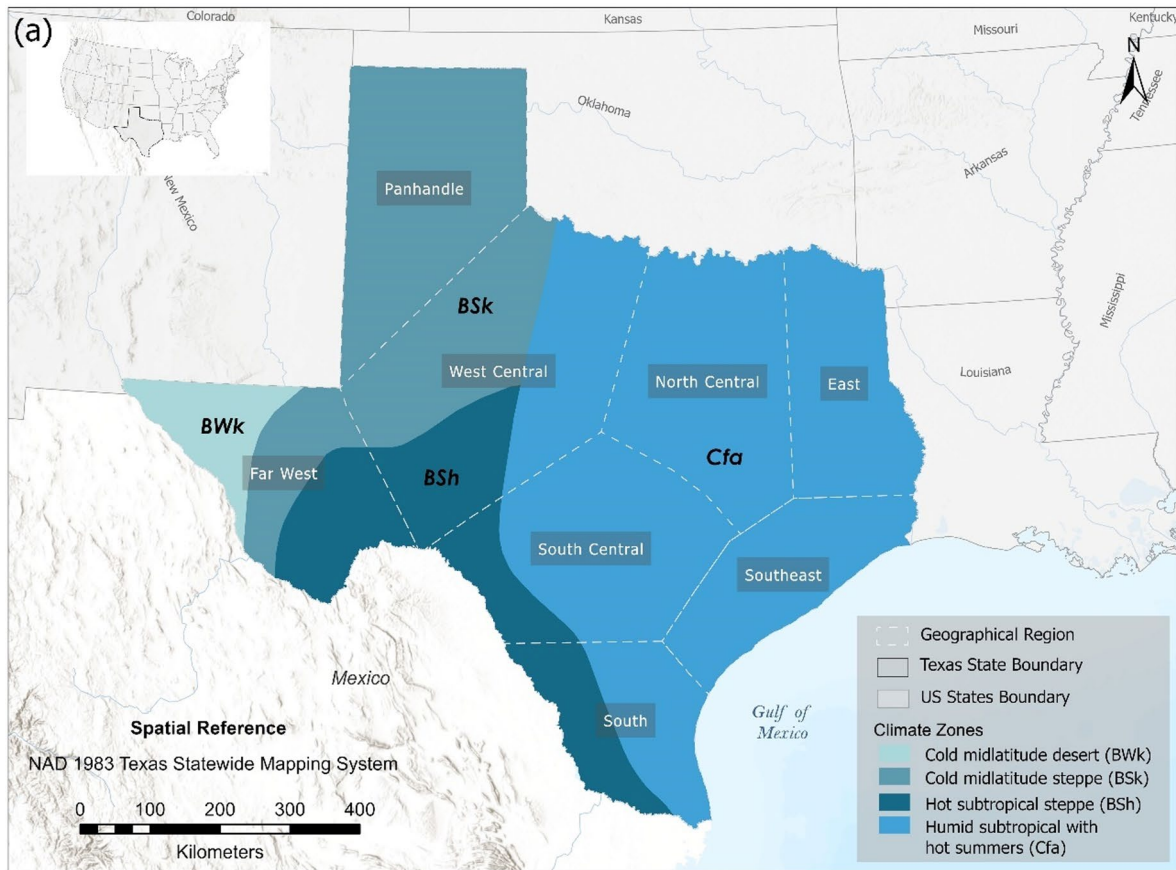 (a)
Colorado
Kansas
Missouri
Kentucky
N
Tennessee
Oklahoma
Arkansas
New Mexico
Panhandle
BSk
Mississippi
West Central
North Central
East
Louisiana
BWk
Cfa
Far West
BSh
South Central
Southeast
Mexico
South
Gulf of
Mexico
Spatial Reference
NAD 1983 Texas Statewide Mapping System
0 100 200 300 400
Kilometers
Geographical Region
Texas State Boundary
US States Boundary
Climate Zones
Cold midlatitude desert (BWk)
Cold midlatitude steppe (BSk)
Hot subtropical steppe (BSh)
Humid subtropical with
hot summers (Cfa)